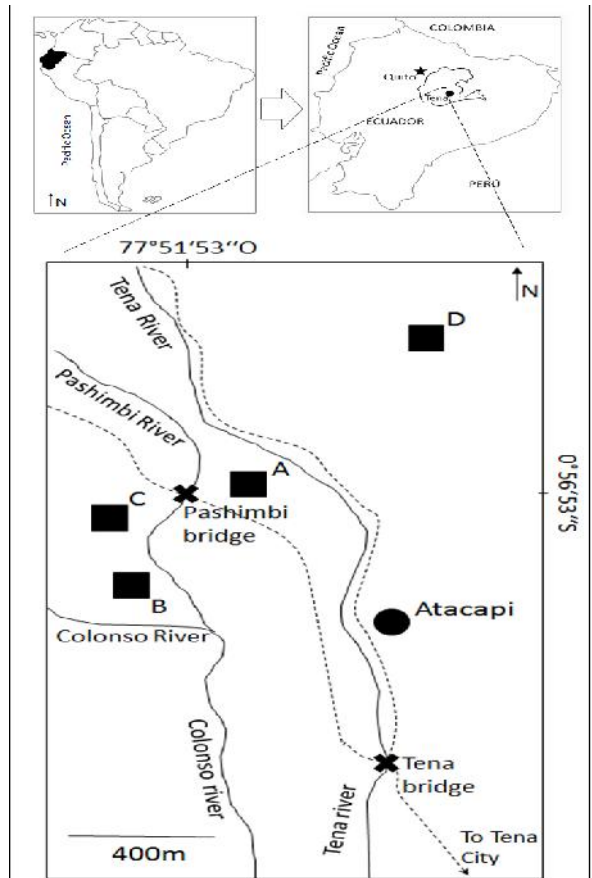 COLOMBIA
Pacific Ocean
Quito
Tena
ECUADOR
PERÚ
Pacific Ocean
N
77°51'53''O
N
Tena River
D
Pashimbi River
A
C
Pashimbi
bridge
0°56'53''S
B
Atacapi
Colonso River
Colonso river
Tena river
Tena
bridge
400m
To Tena
City